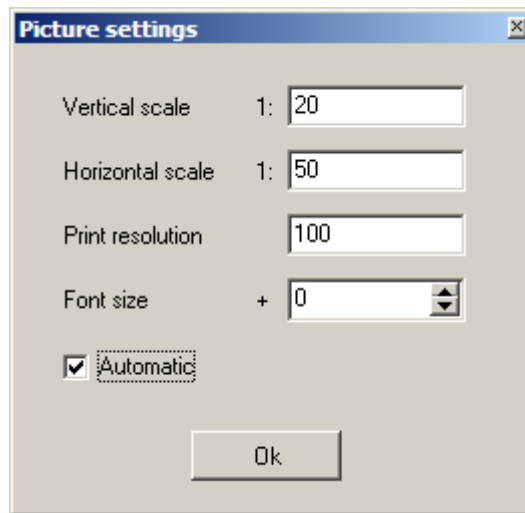 Picture settings
Vertical scale 1: 20
Horizontal scale 1: 50
Print resolution 100
Font size + 0
Automatic
Ok